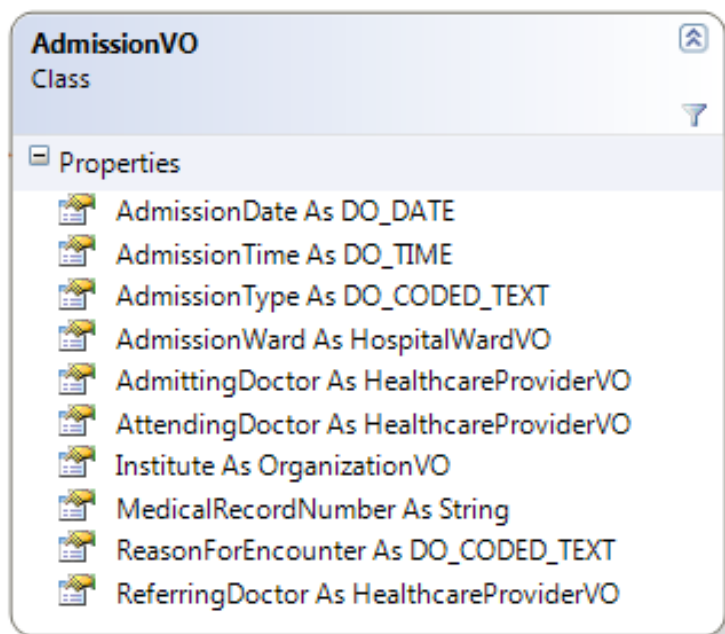 AdmissionVO
Class
Properties
AdmissionDate As DO_DATE
AdmissionTime As DO_TIME
AdmissionType As DO_CODED_TEXT
AdmissionWard As HospitalWardVO
AdmittingDoctor As HealthcareProviderVO
AttendingDoctor As HealthcareProviderVO
Institute As OrganizationVO
MedicalRecordNumber As String
ReasonForEncounter As DO_CODED_TEXT
ReferringDoctor As HealthcareProviderVO